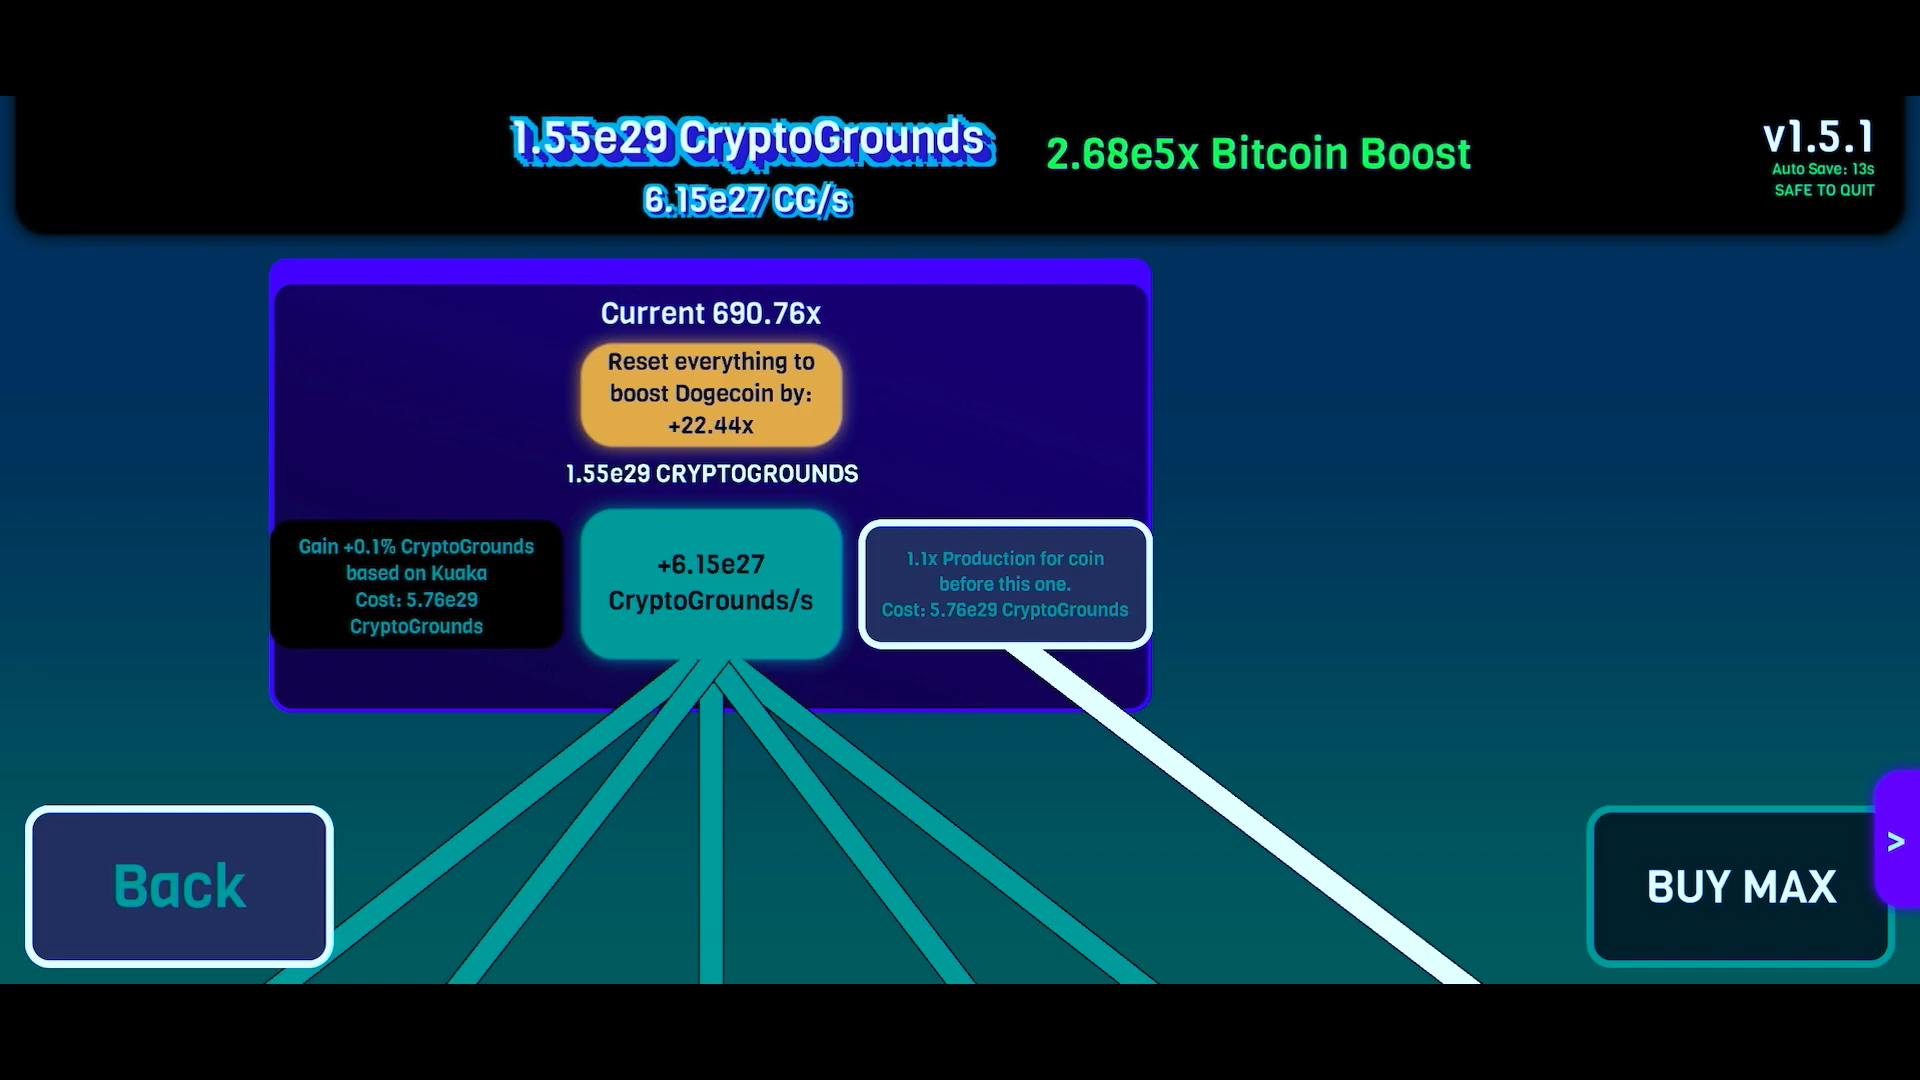 1.55e29 CryptoGrounds
6.15e27 CG/s
2.68e5x Bitcoin Boost
v1.5.1
Auto Save: 13s
SAFE TO QUIT
Current 690.76x
Reset everything to
boost Dogecoin by:
+22.44x
1.55e29 CRYPTOGROUNDS
Gain +0.1% CryptoGrounds
based on Kuaka
Cost: 5.76e29
CryptoGrounds
+6.15e27
CryptoGrounds/s
1.1x Production for coin
before this one.
Cost: 5.76e29 CryptoGrounds
Back
BUY MAX
>